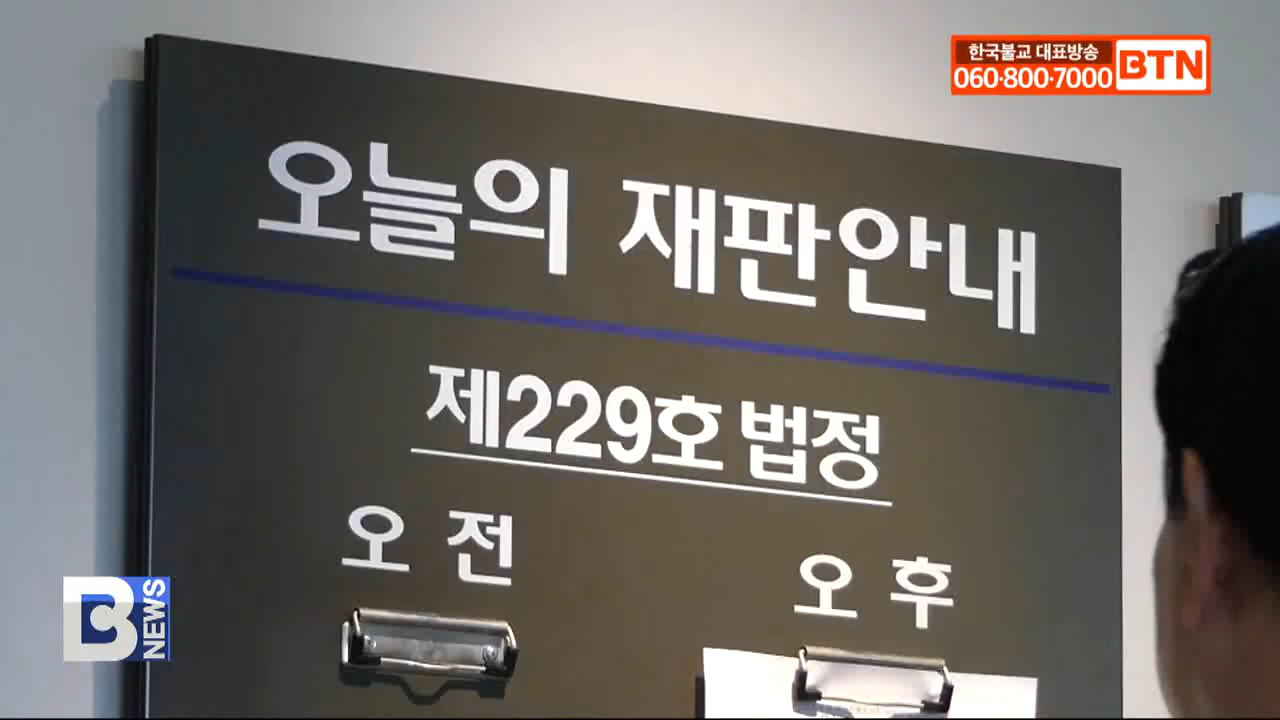 한국불교 대표방송
060·800·7000 BTN
오늘의 재판안내
제229호 법정
오전 오후
B NEWS